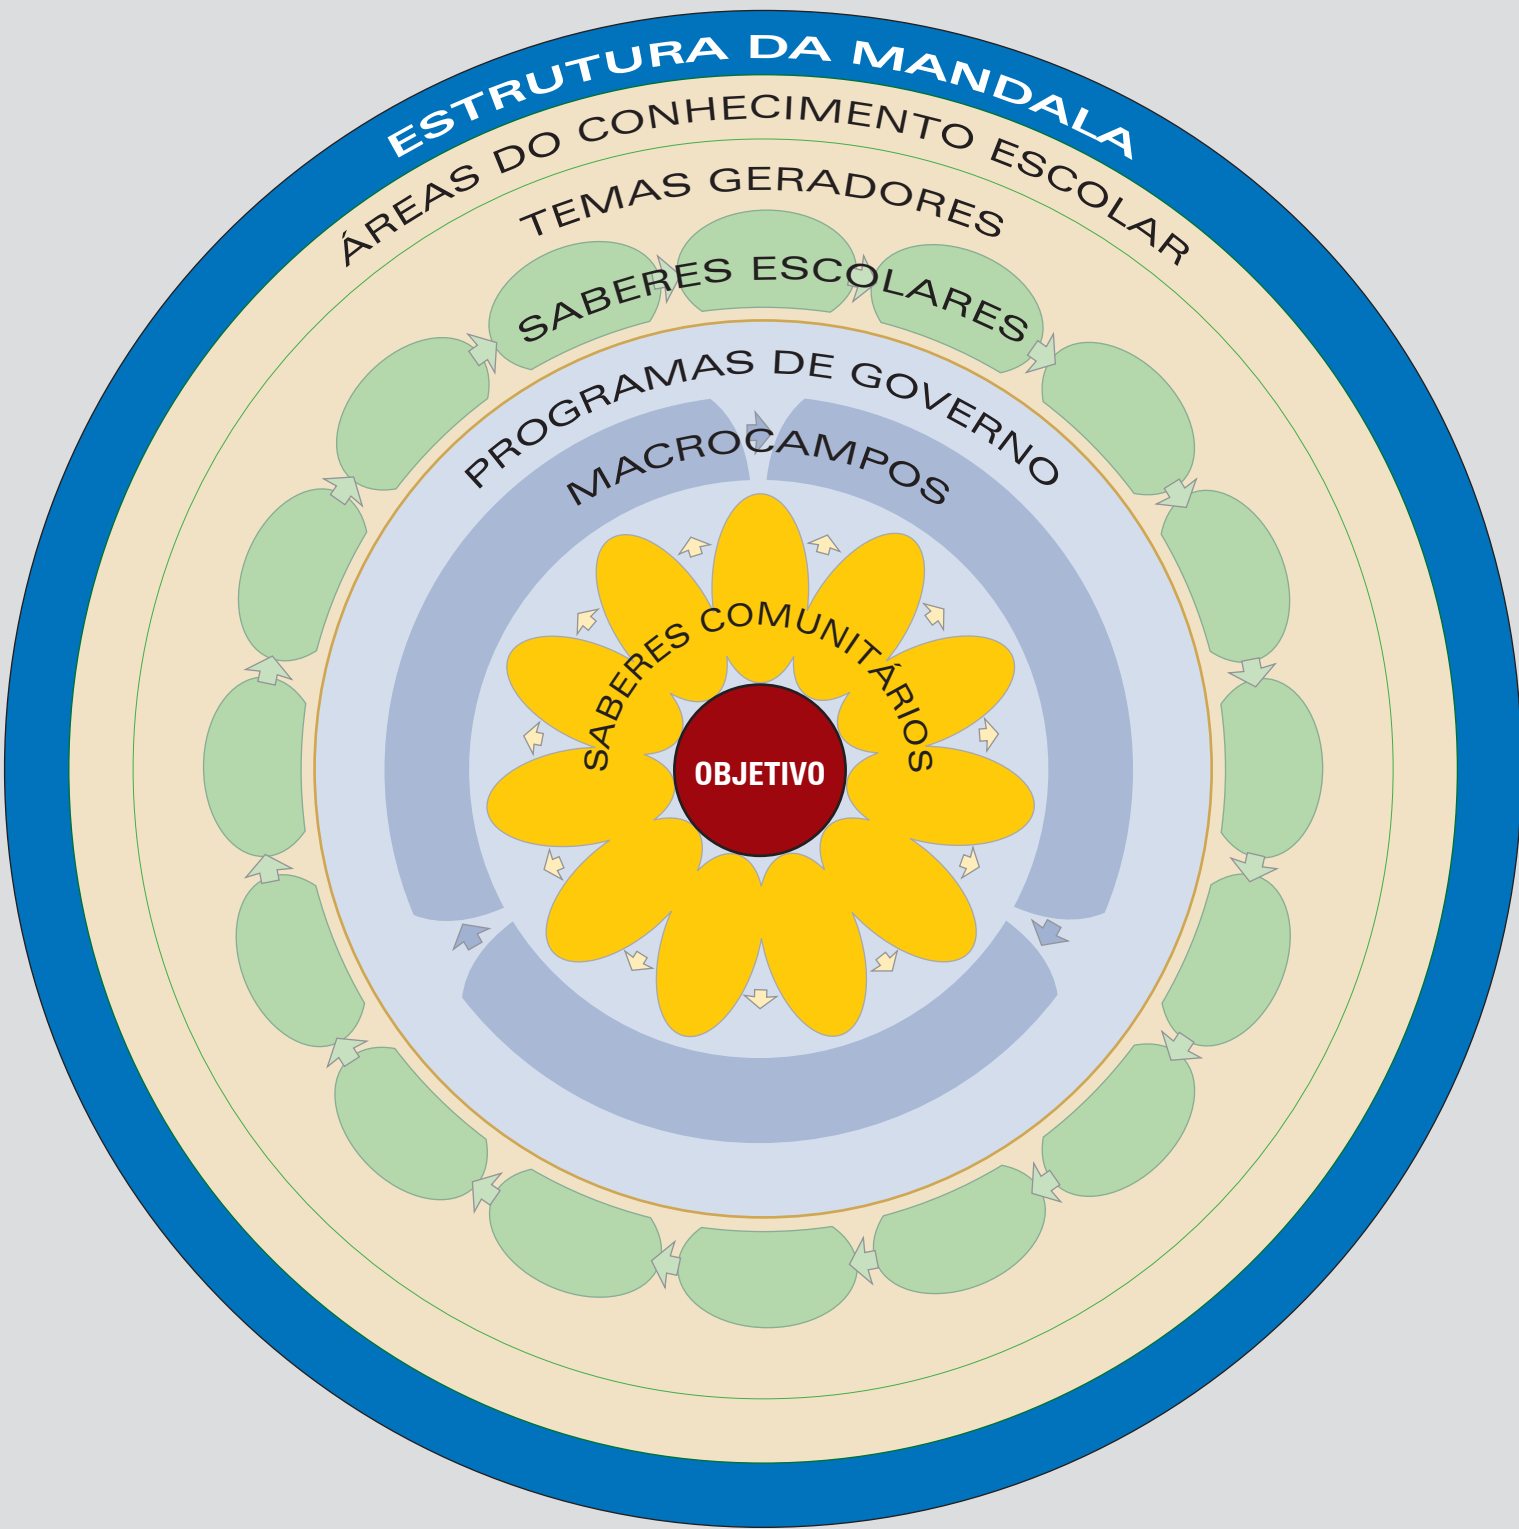 ESTRUTURA DA MANDALA
ÁREAS DO CONHECIMENTO ESCOLAR
TEMAS GERADORES
SABERES ESCOLARES
PROGRAMAS DE GOVERNO
MACROCAMPOS
SABERES COMUNITÁRIOS
OBJETIVO